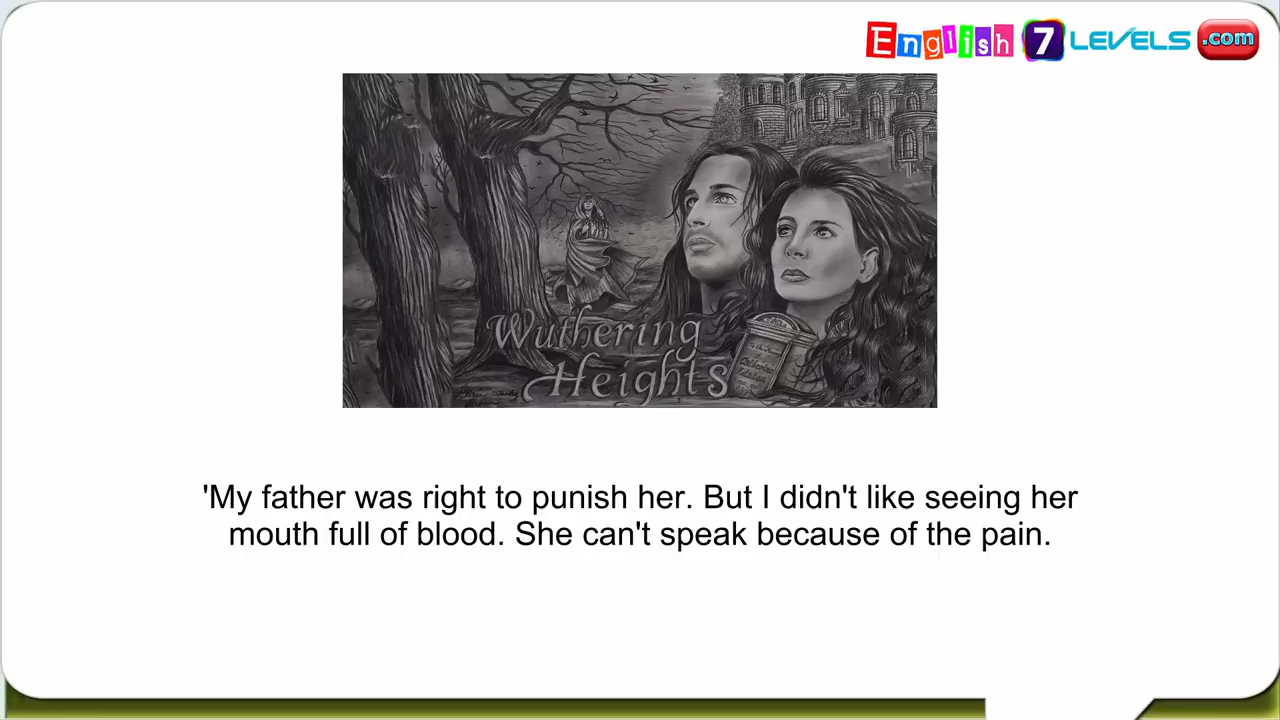 English 7 LEVELS .com
Wuthering
Heights
'My father was right to punish her. But I didn't like seeing her
mouth full of blood. She can't speak because of the pain.